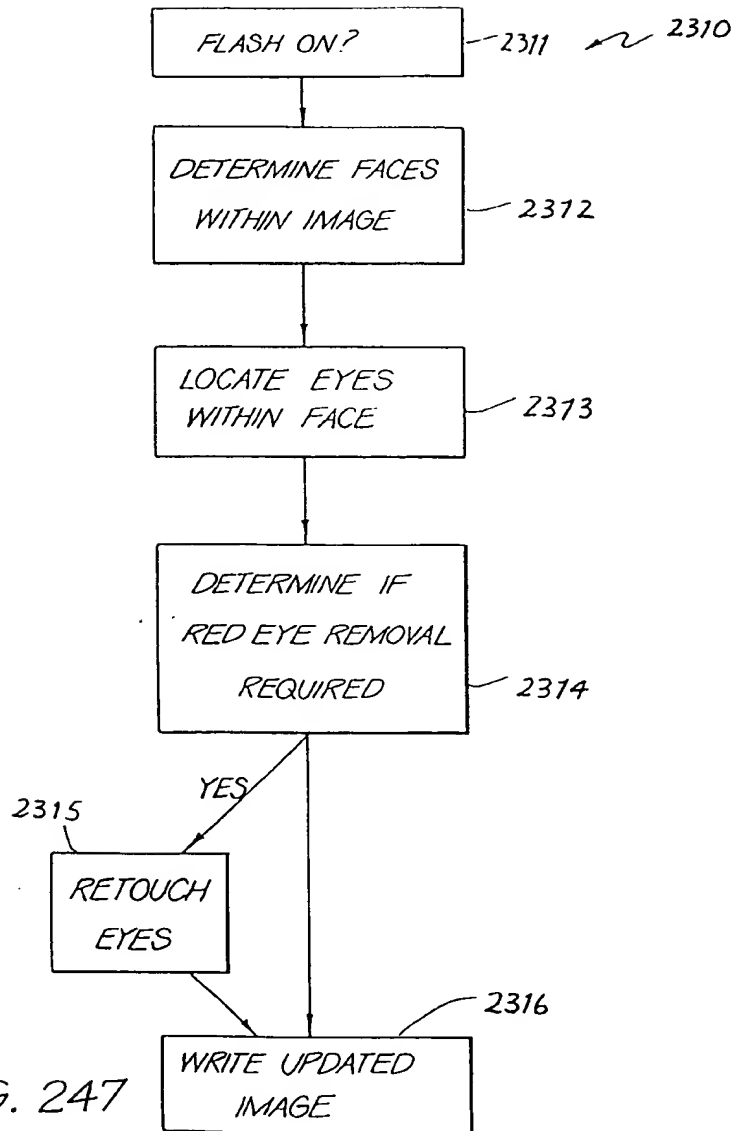 FLASH ON?
2311
2310
DETERMINE FACES
WITHIN IMAGE
2312
LOCATE EYES
WITHIN FACE
2313
DETERMINE IF
RED EYE REMOVAL
REQUIRED
2314
YES
2315
RETOUCH
EYES
2316
WRITE UPDATED
IMAGE
G. 247